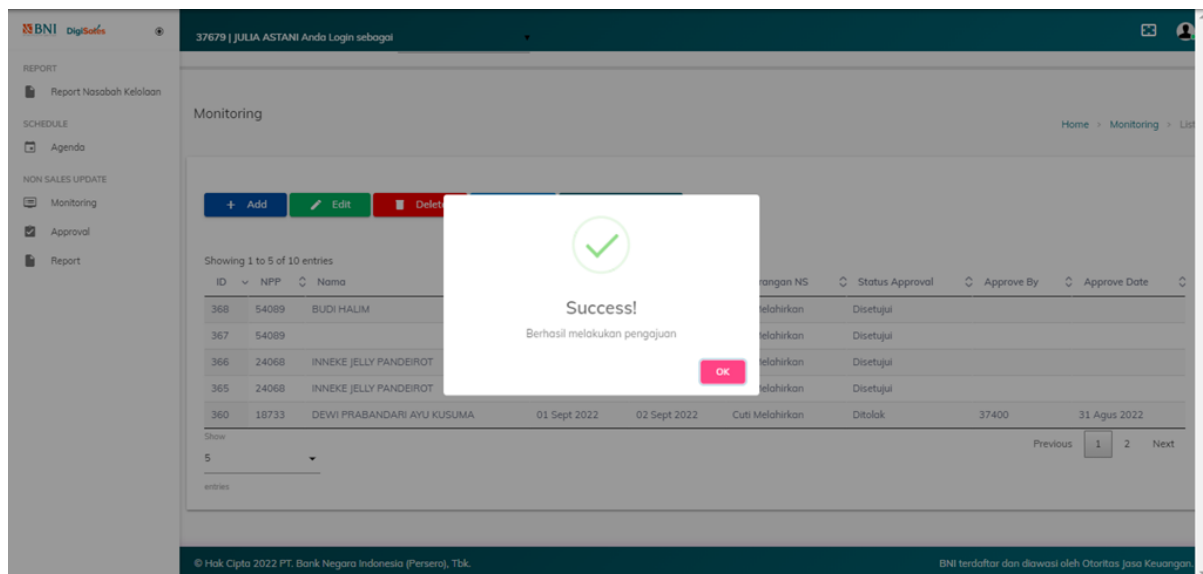 BNI DigiSales
37679 | JULIA ASTANI Anda Login sebagai
REPORT
Report Nasabah Kelolaan
SCHEDULE
Agenda
NON SALES UPDATE
Monitoring
Approval
Report
Monitoring
Home > Monitoring > List
+ Add Edit Delete
Showing 1 to 5 of 10 entries
ID NPP Nama rangan NS Status Approval Approve By Approve Date
368 54089 BUDI HALIM elahirkan Disetujui
367 54089 elahirkan Disetujui
366 24068 INNEKE JELLY PANDEIROT elahirkan Disetujui
365 24068 INNEKE JELLY PANDEIROT elahirkan Disetujui
360 18733 DEWI PRABANDARI AYU KUSUMA 01 Sept 2022 02 Sept 2022 Cuti Melahirkan Ditolak 37400 31 Agus 2022
Success!
Berhasil melakukan pengajuan
OK
Show
5
entries
Previous 1 2 Next
© Hak Cipta 2022 PT. Bank Negara Indonesia (Persero), Tbk.
BNI terdaftar dan diawasi oleh Otoritas Jasa Keuangan.